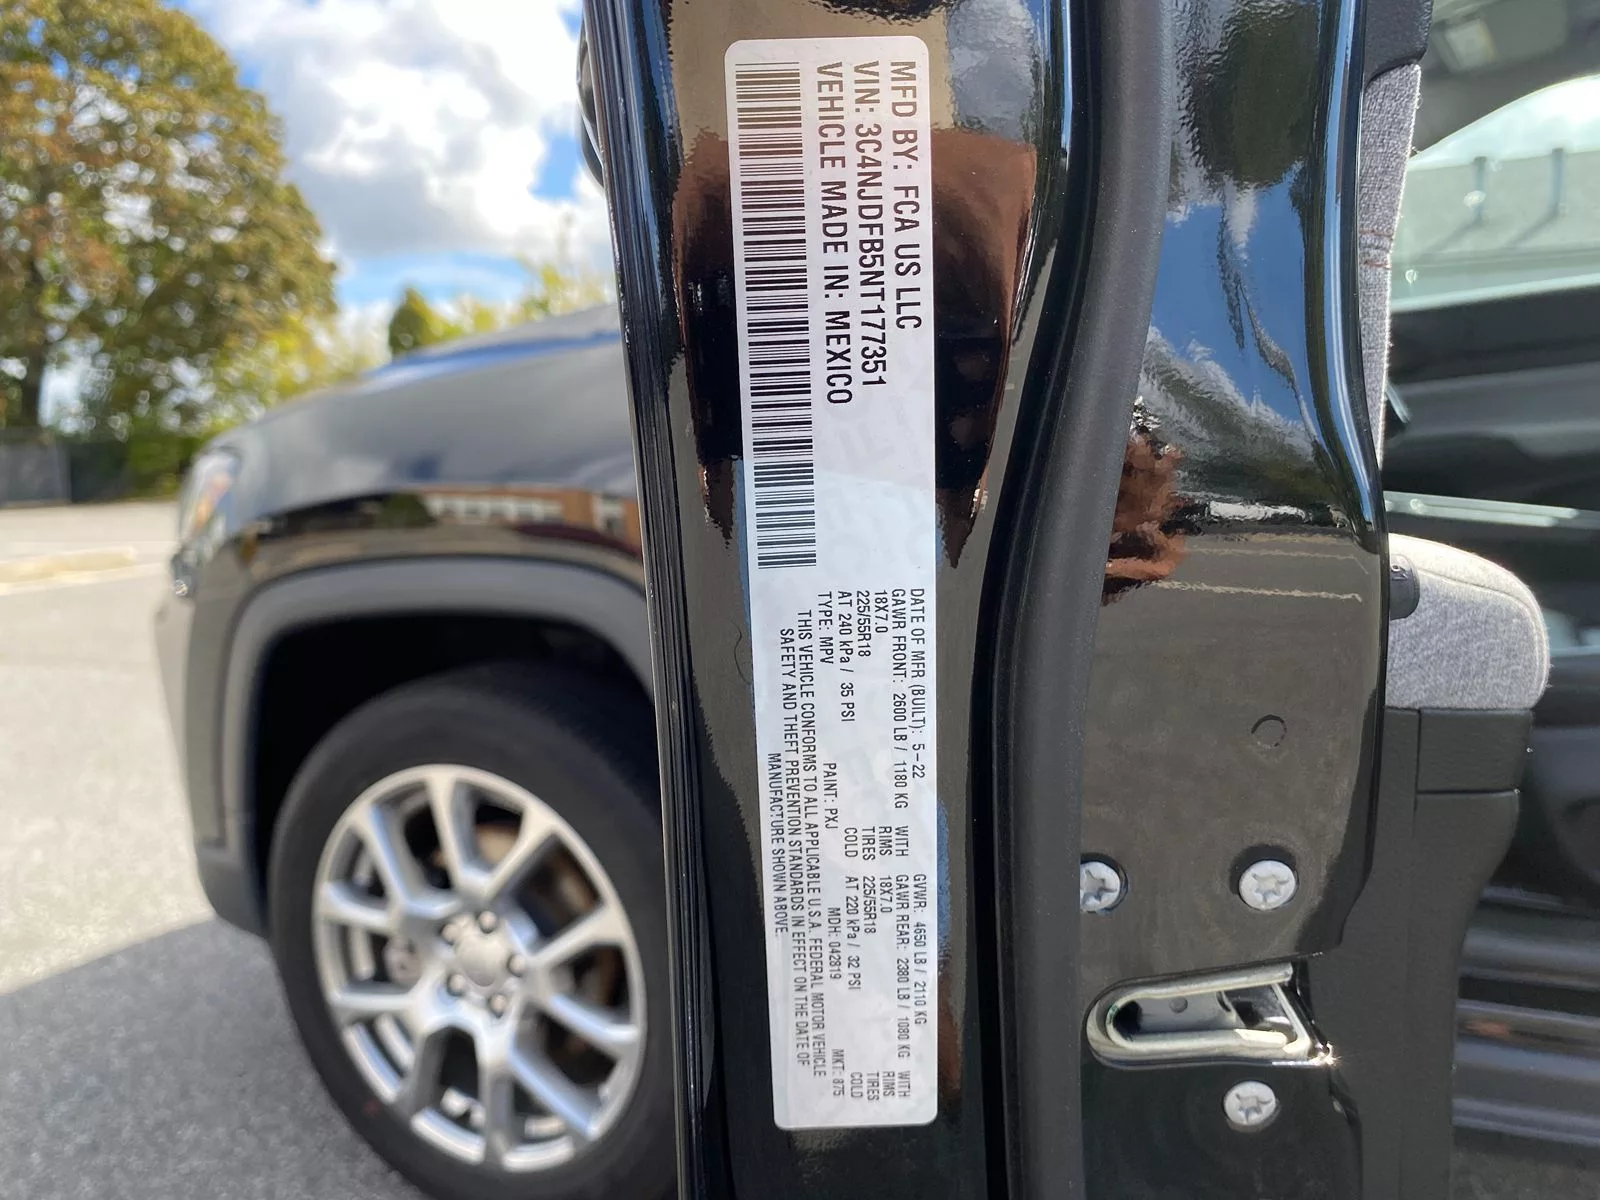 MFD BY: FCA US LLC
VIN: 3C4NJDFB5NT177351
VEHICLE MADE IN: MEXICO
DATE OF MFR (BUILT): 5-22 GVWR: 4650 LB / 2110 KG
GAWR FRONT: 2600 LB / 1180 KG WITH GAWR REAR: 2380 LB / 1080 KG WITH
18X7.0 RIMS 18X7.0 RIMS
225/55R18 TIRES 225/55R18 TIRES
AT 240 kPa / 35 PSI COLD AT 220 kPa / 32 PSI COLD
TYPE: MPV PAINT: PXJ MDH: 042819 MKT: 875
THIS VEHICLE CONFORMS TO ALL APPLICABLE U.S.A. FEDERAL MOTOR VEHICLE
SAFETY AND THEFT PREVENTION STANDARDS IN EFFECT ON THE DATE OF
MANUFACTURE SHOWN ABOVE.